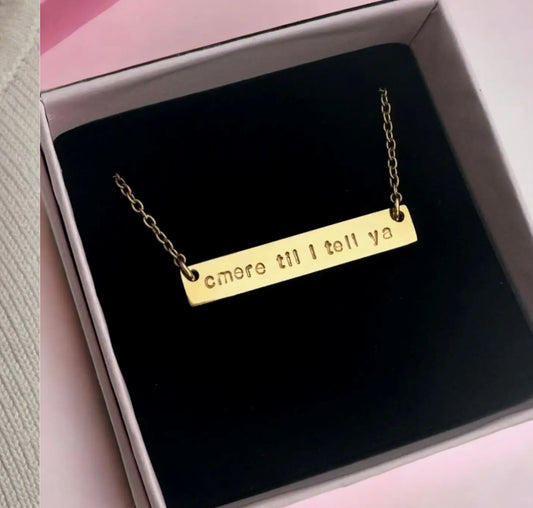 cmere til I tell ya